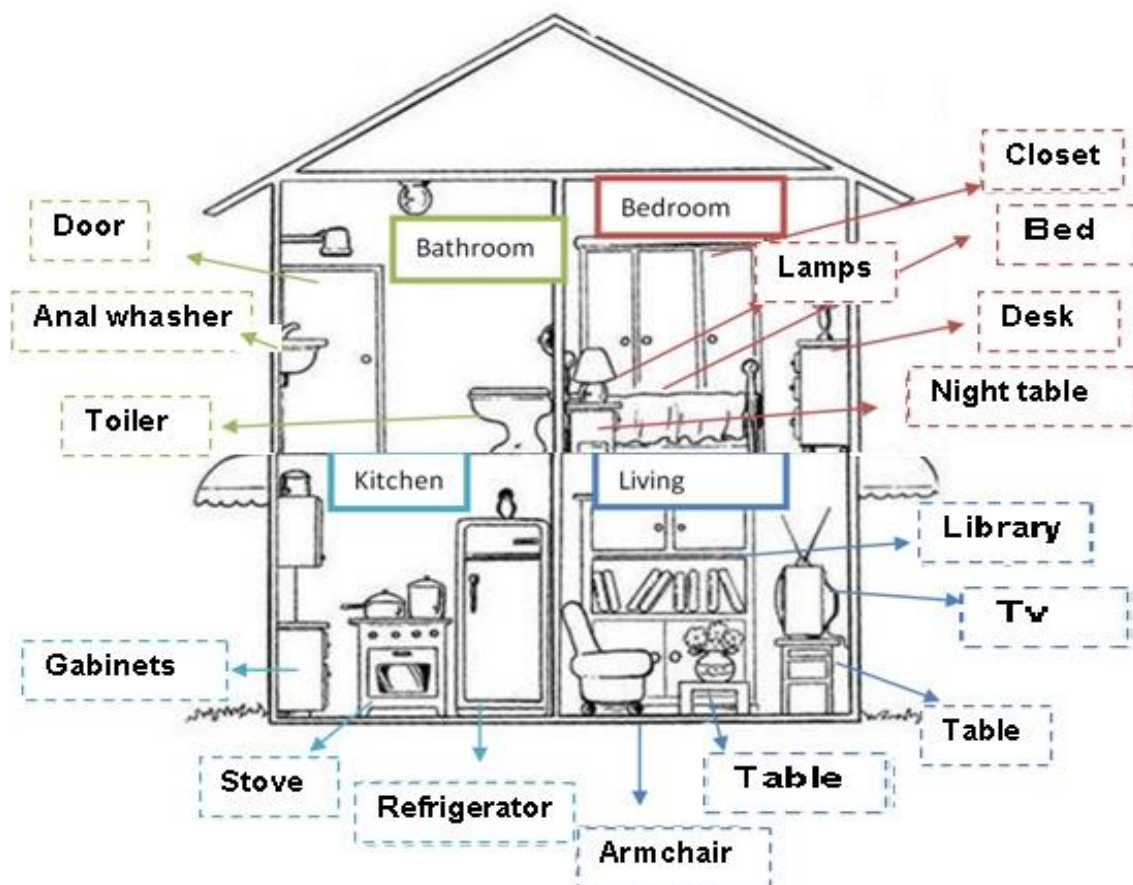 Closet
Bedroom
Door
Bed
Bathroom
Lamps
Anal whasher
Desk
Night table
Toiler
Kitchen
Living
Library
Tv
Gabinets
Table
Stove
Table
Refrigerator
Armchair